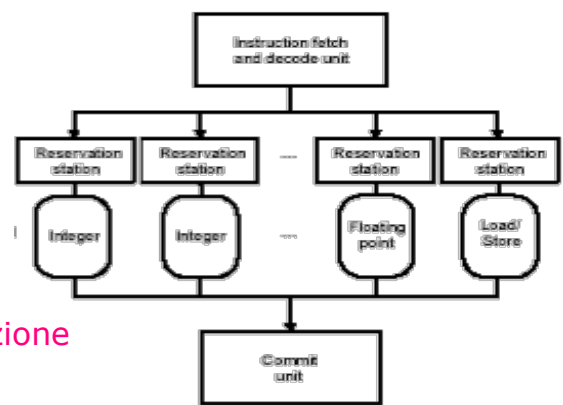 Instruction fetch
and decode unit
Reservation
station
Reservation
station
.....
Reservation
station
Reservation
station
Integer
Integer
.....
Floating
point
Load/
Store
zione
Commit
unit